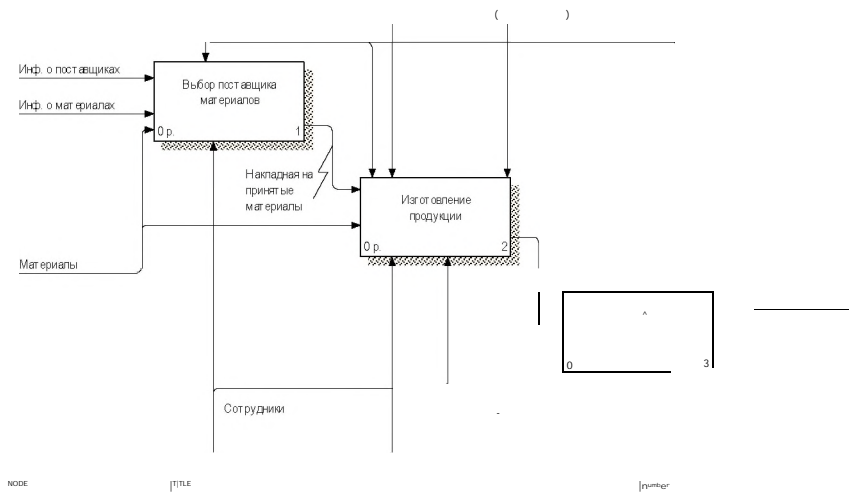 ( )
Инф. о поставщиках
Выбор поставщика
материалов
Инф. о материалах
0 р. 1
Накладная на
принятые
материалы
Изготовление
продукции
0 р. 2
Материалы
^
0 3
Сотрудники
-
NODE TITLE number